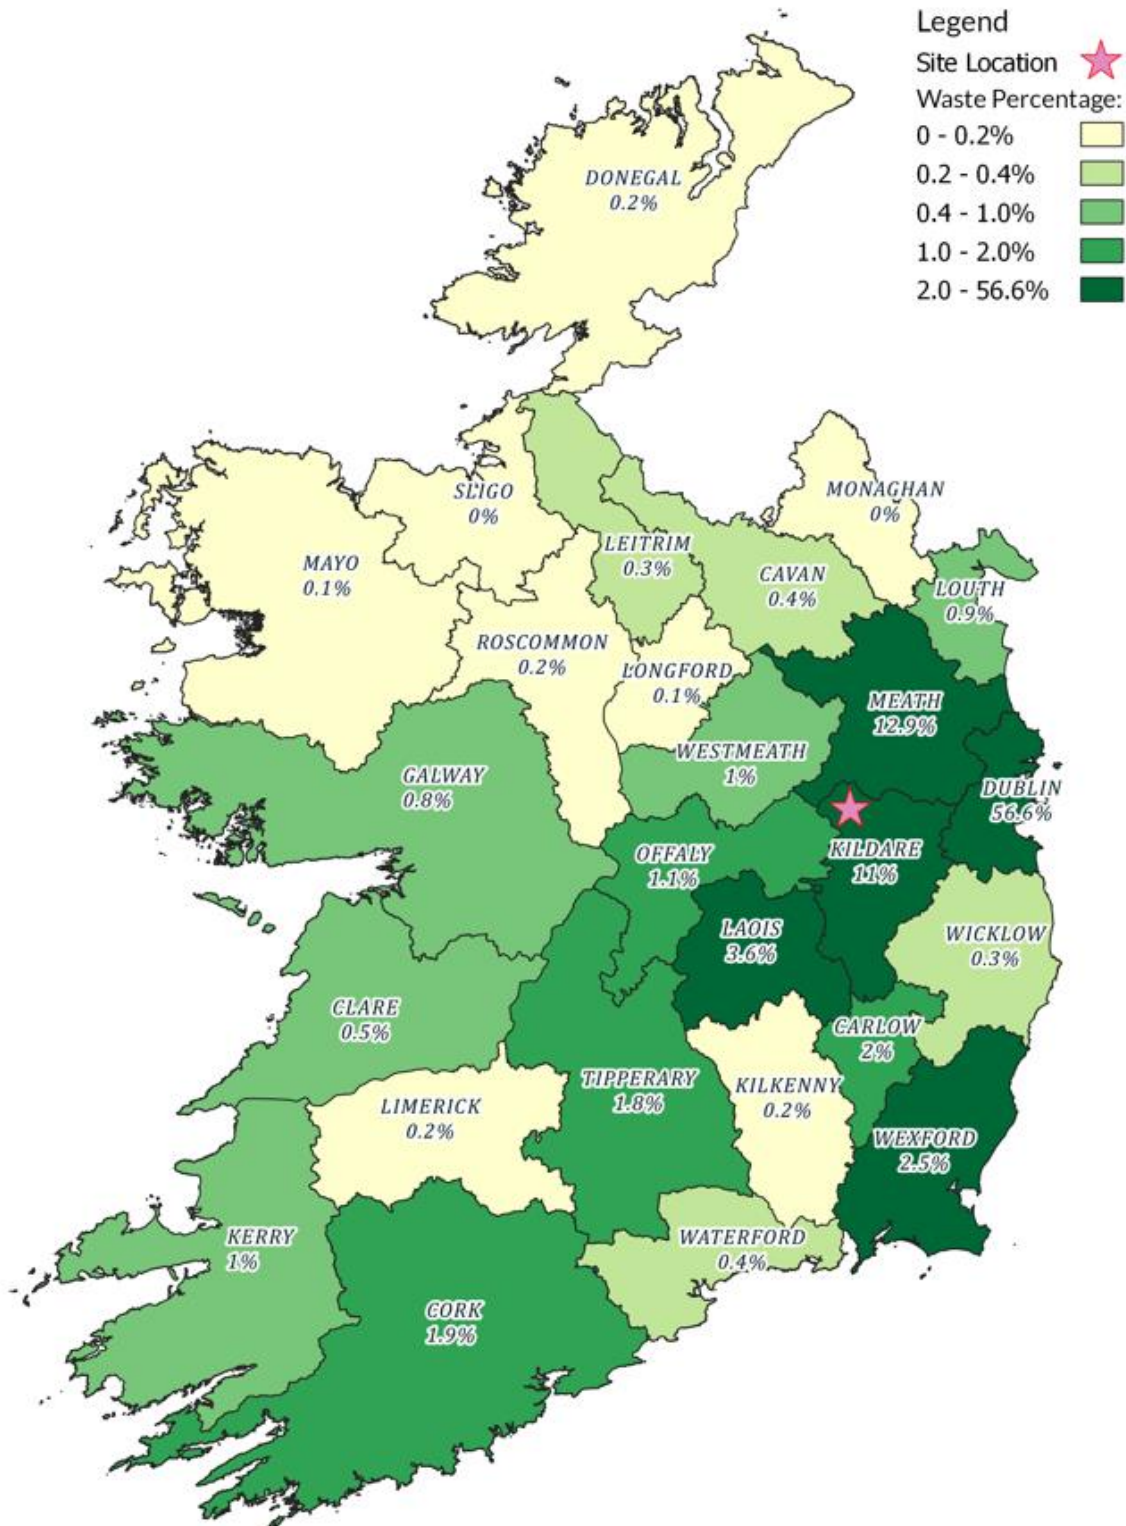 Legend
Site Location
Waste Percentage:
0 - 0.2%
0.2 - 0.4%
0.4 - 1.0%
1.0 - 2.0%
2.0 - 56.6%
DONEGAL
0.2%
SLIGO
0%
MONAGHAN
0%
MAYO
0.1%
LEITRIM
0.3%
CAVAN
0.4%
LOUTH
0.9%
ROSCOMMON
0.2%
LONGFORD
0.1%
MEATH
12.9%
WESTMEATH
1%
GALWAY
0.8%
DUBLIN
56.6%
OFFALY
1.1%
KILDARE
11%
LAOIS
3.6%
WICKLOW
0.3%
CLARE
0.5%
CARLOW
2%
TIPPERARY
1.8%
KILKENNY
0.2%
LIMERICK
0.2%
WEXFORD
2.5%
KERRY
1%
WATERFORD
0.4%
CORK
1.9%